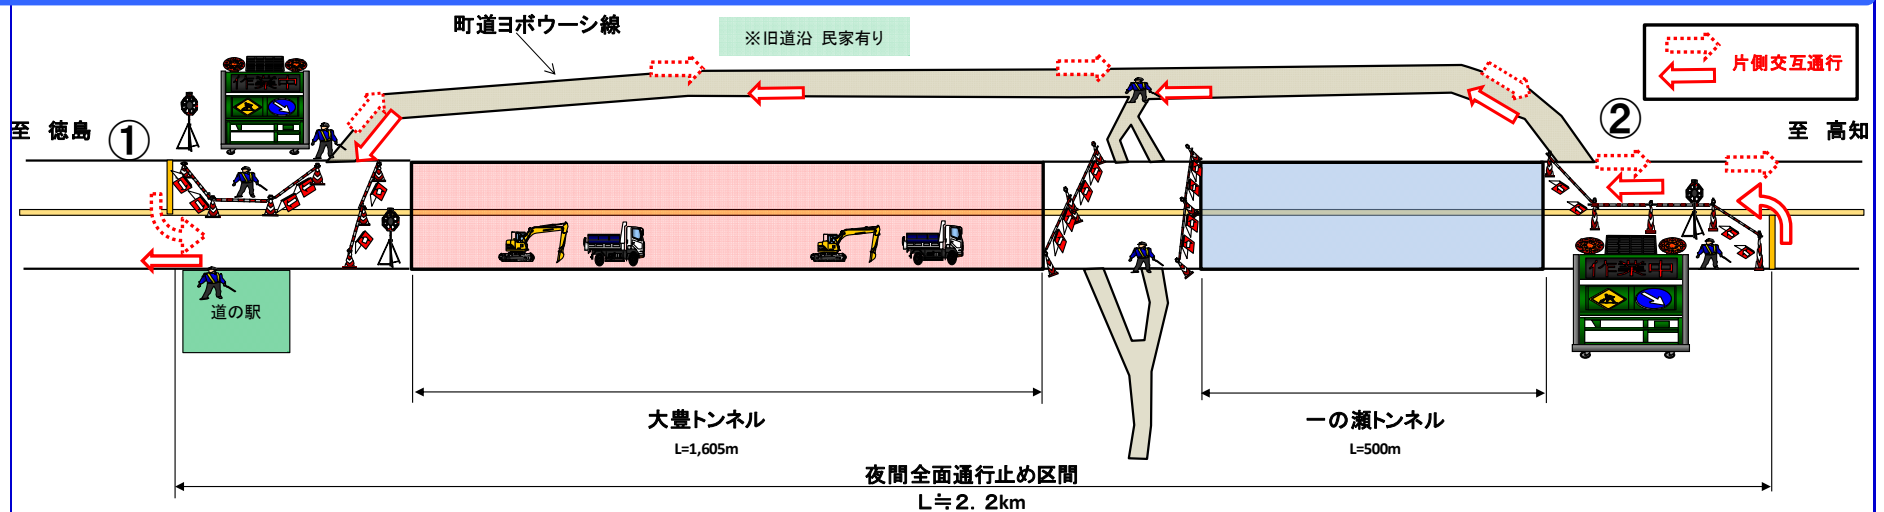 町道ヨボウーシ線
※旧道沿 民家有り
片側交互通行
作業中
至 徳島
①
②
至 高知
道の駅
作業中
大豊トンネル
L=1,605m
一の瀬トンネル
L=500m
夜間全面通行止め区間
L≒2.2km